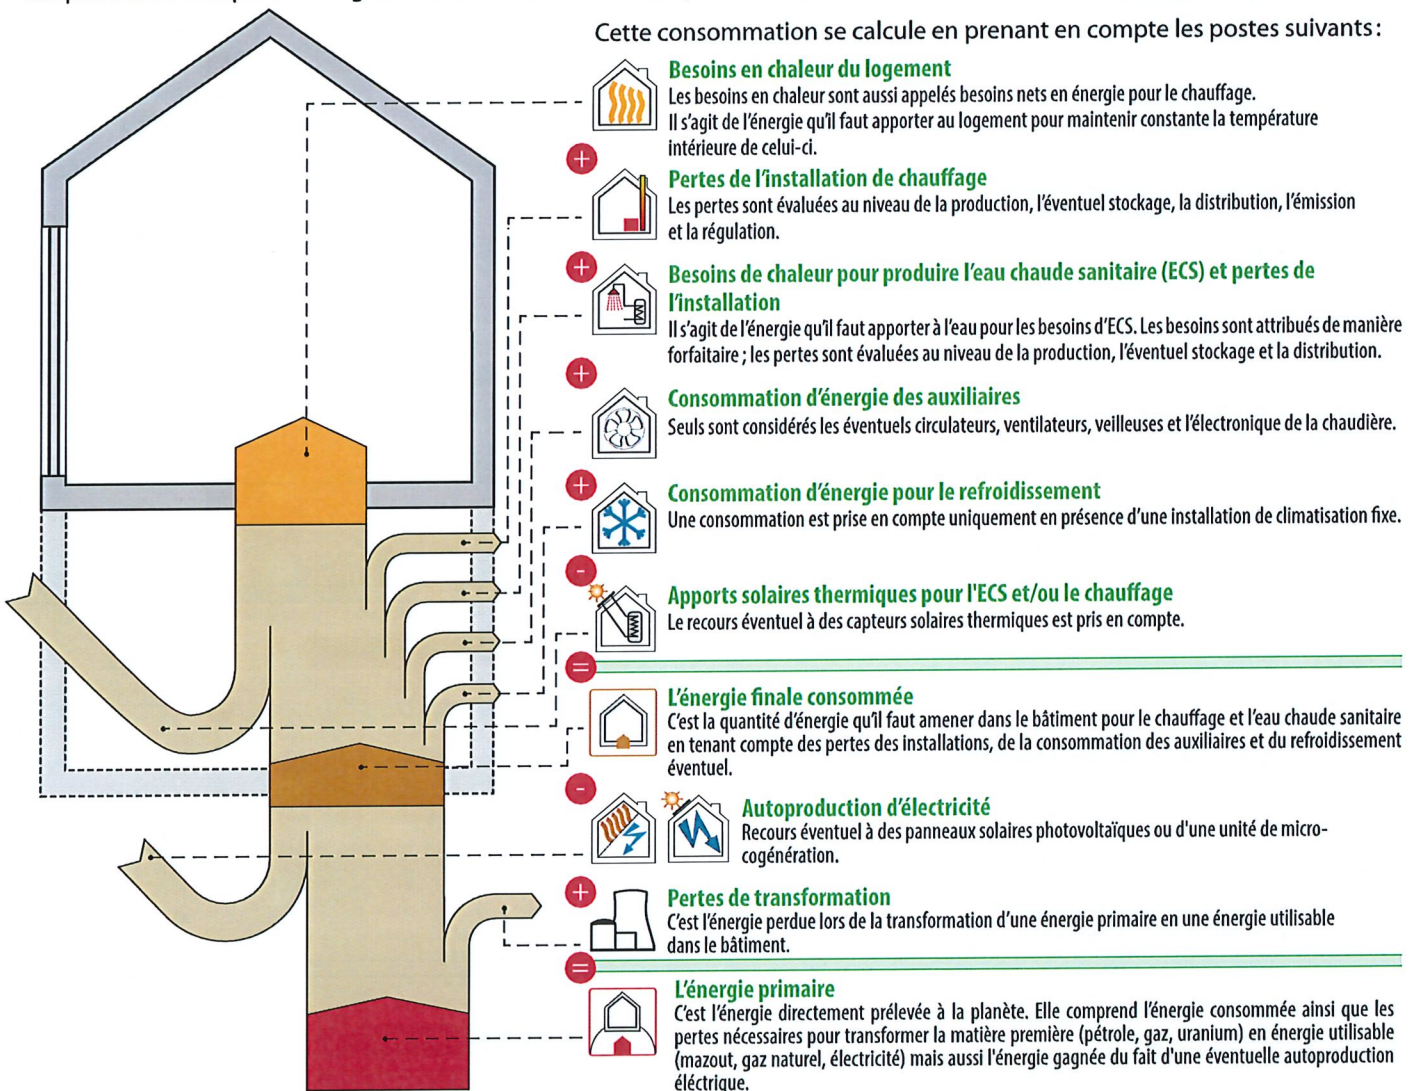 Cette consommation se calcule en prenant en compte les postes suivants :
Besoins en chaleur du logement
Les besoins en chaleur sont aussi appelés besoins nets en énergie pour le chauffage.
Il s'agit de l'énergie qu'il faut apporter au logement pour maintenir constante la température
intérieure de celui-ci.
+
Pertes de l'installation de chauffage
Les pertes sont évaluées au niveau de la production, l'éventuel stockage, la distribution, l'émission
et la régulation.
+
Besoins de chaleur pour produire l'eau chaude sanitaire (ECS) et pertes de
l'installation
Il s'agit de l'énergie qu'il faut apporter à l'eau pour les besoins d'ECS. Les besoins sont attribués de manière
forfaitaire ; les pertes sont évaluées au niveau de la production, l'éventuel stockage et la distribution.
+
Consommation d'énergie des auxiliaires
Seuls sont considérés les éventuels circulateurs, ventilateurs, veilleuses et l'électronique de la chaudière.
+
Consommation d'énergie pour le refroidissement
Une consommation est prise en compte uniquement en présence d'une installation de climatisation fixe.
-
Apports solaires thermiques pour l'ECS et/ou le chauffage
Le recours éventuel à des capteurs solaires thermiques est pris en compte.
=
L'énergie finale consommée
C'est la quantité d'énergie qu'il faut amener dans le bâtiment pour le chauffage et l'eau chaude sanitaire
en tenant compte des pertes des installations, de la consommation des auxiliaires et du refroidissement
éventuel.
-
Autoproduction d'électricité
Recours éventuel à des panneaux solaires photovoltaïques ou d'une unité de micro-
cogénération.
+
Pertes de transformation
C'est l'énergie perdue lors de la transformation d'une énergie primaire en une énergie utilisable
dans le bâtiment.
=
L'énergie primaire
C'est l'énergie directement prélevée à la planète. Elle comprend l'énergie consommée ainsi que les
pertes nécessaires pour transformer la matière première (pétrole, gaz, uranium) en énergie utilisable
(mazout, gaz naturel, électricité) mais aussi l'énergie gagnée du fait d'une éventuelle autoproduction
éléctrique.